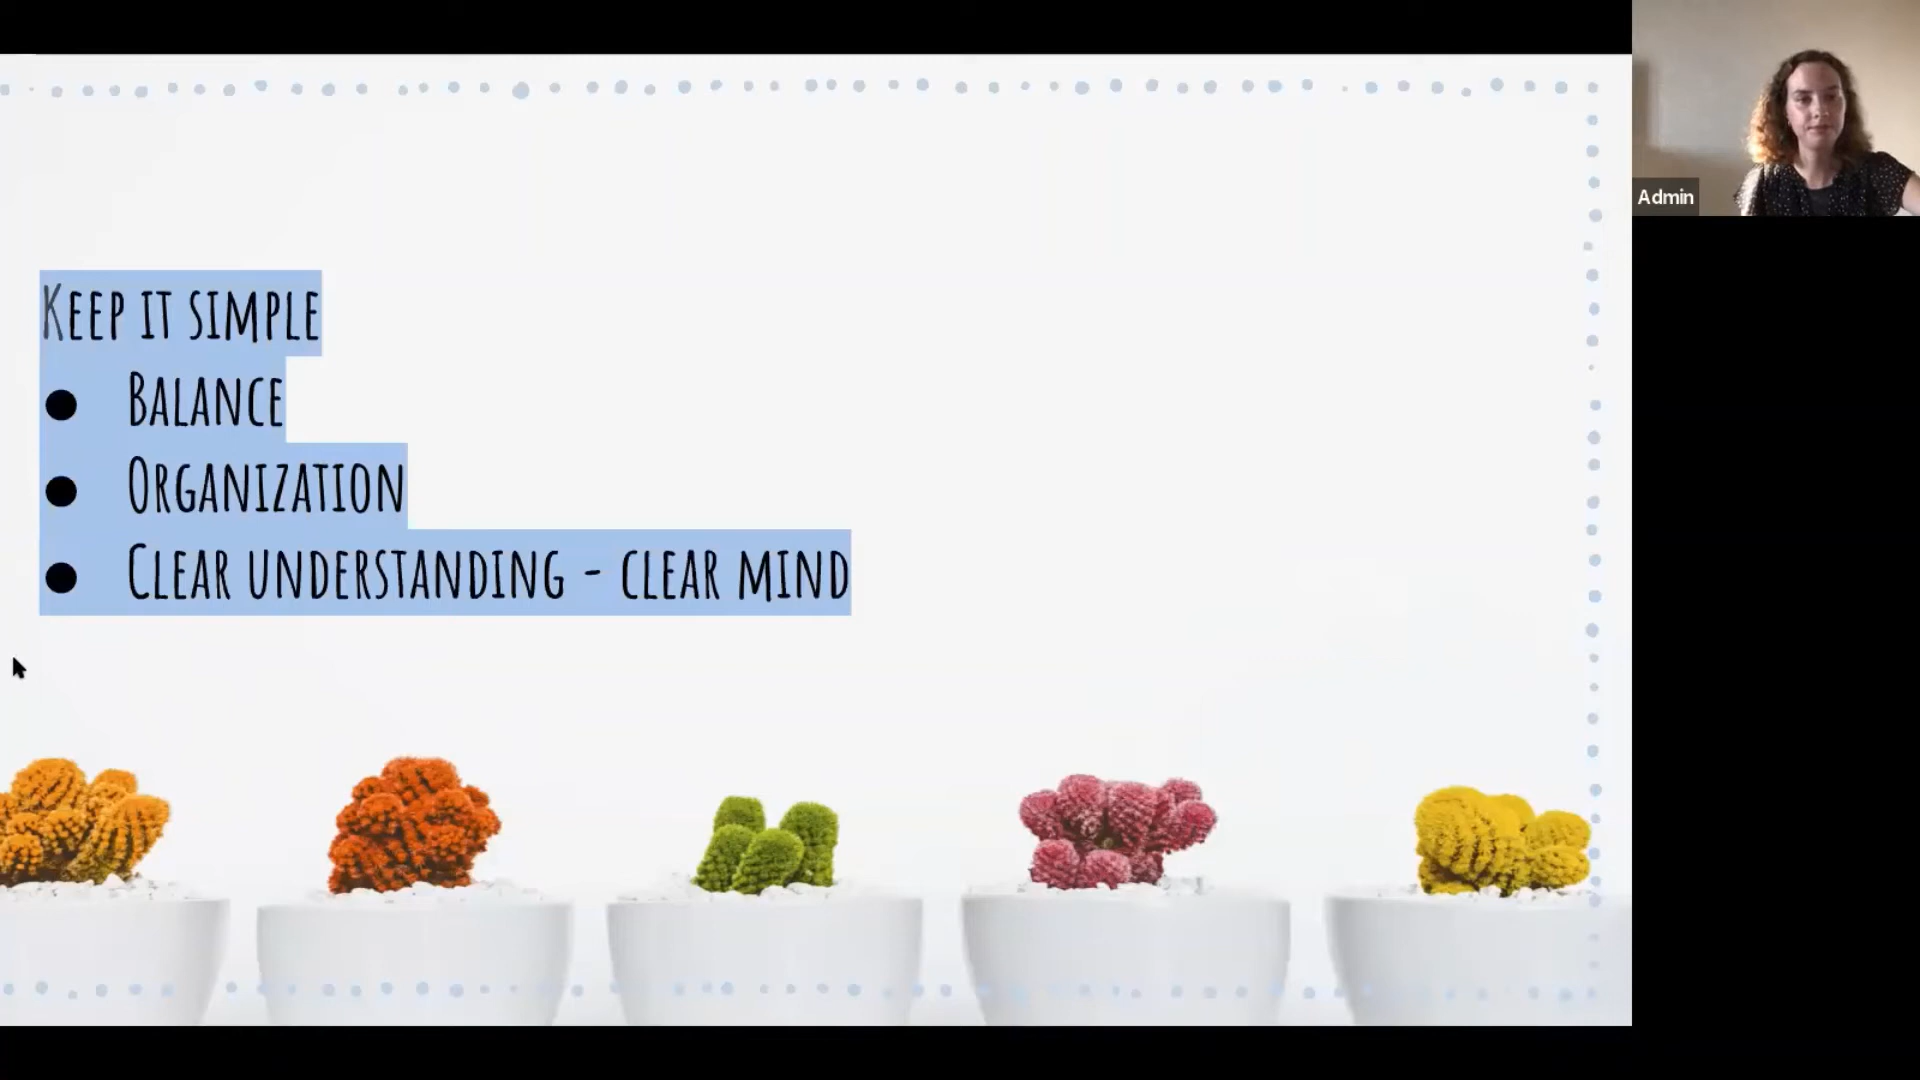 Keep it simple
● Balance
● Organization
● Clear understanding - clear mind
Admin